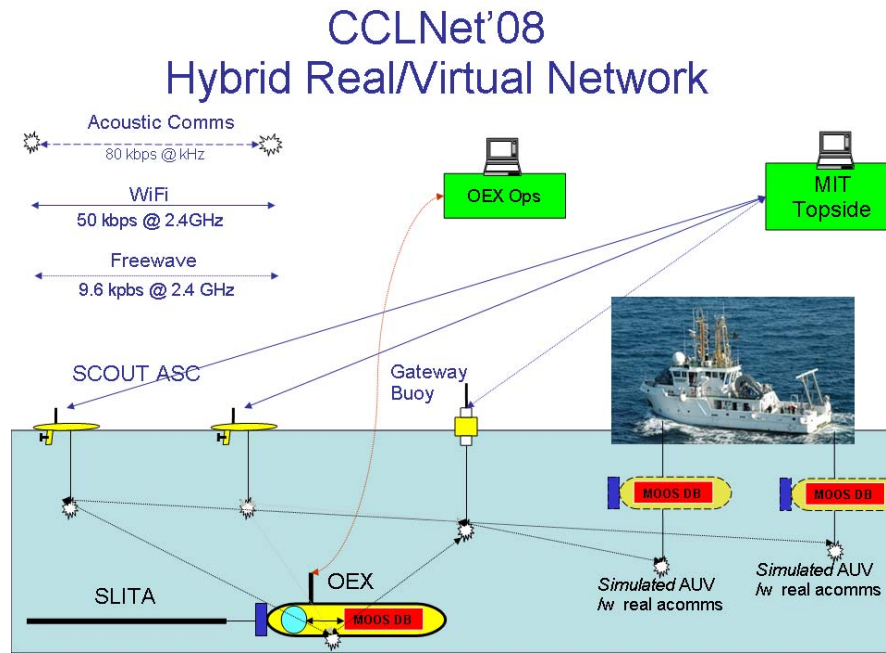 CCLNet'08
Hybrid Real/Virtual Network
Acoustic Comms
80 kbps @ kHz
WiFi
50 kbps @ 2.4GHz
Freewave
9.6 kpbs @ 2.4 GHz
OEX Ops
MIT
Topside
SCOUT ASC
Gateway
Buoy
MOOS DB
MOOS DB
Simulated AUV
/w real acomms
Simulated AUV
/w real acomms
SLITA
OEX
MOOS DB